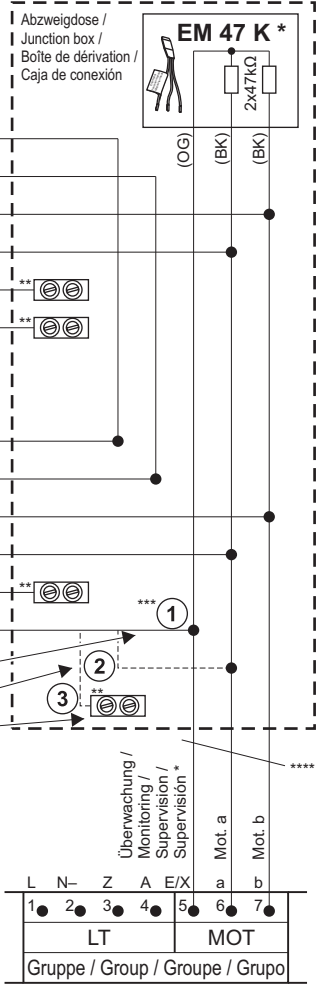 Abzweigdose /
Junction box /
Boîte de dérivation /
Caja de conexión
EM 47 K *
2x47kΩ
(OG)
(BK)
(BK)
**
**
**
*** 1
2
3
**
****
Überwachung /
Monitoring /
Supervision /
Supervisión *
Mot. a
Mot. b
L N– Z A E/X a b
1 2 3 4 5 6 7
LT MOT
Gruppe / Group / Groupe / Grupo